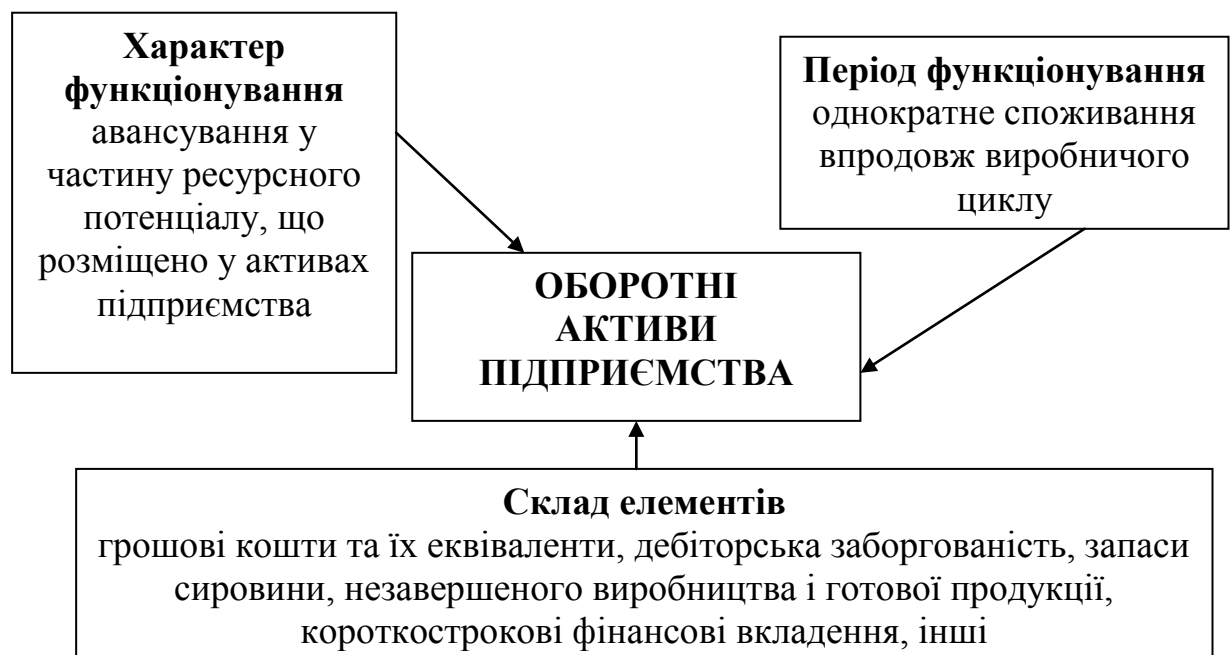 Характер
функціонування
авансування у
частину ресурсного
потенціалу, що
розміщено у активах
підприємства
Період функціонування
однократне споживання
впродовж виробничого
циклу
ОБОРОТНІ
АКТИВИ
ПІДПРИЄМСТВА
Склад елементів
грошові кошти та їх еквіваленти, дебіторська заборгованість, запаси
сировини, незавершеного виробництва і готової продукції,
короткострокові фінансові вкладення, інші